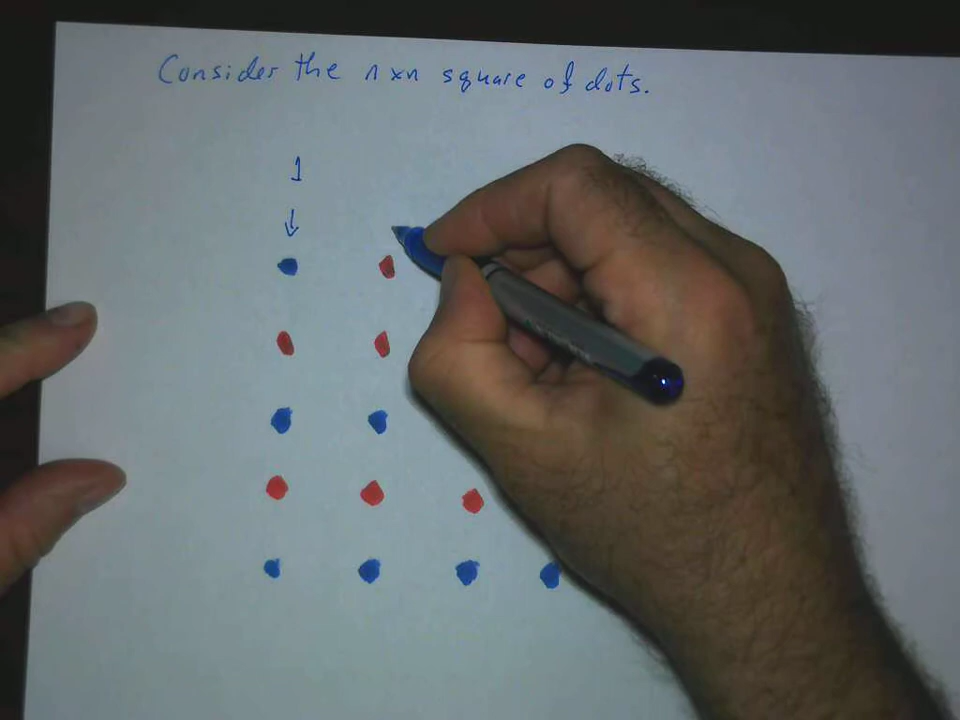 Consider the n x n square of dots.
1